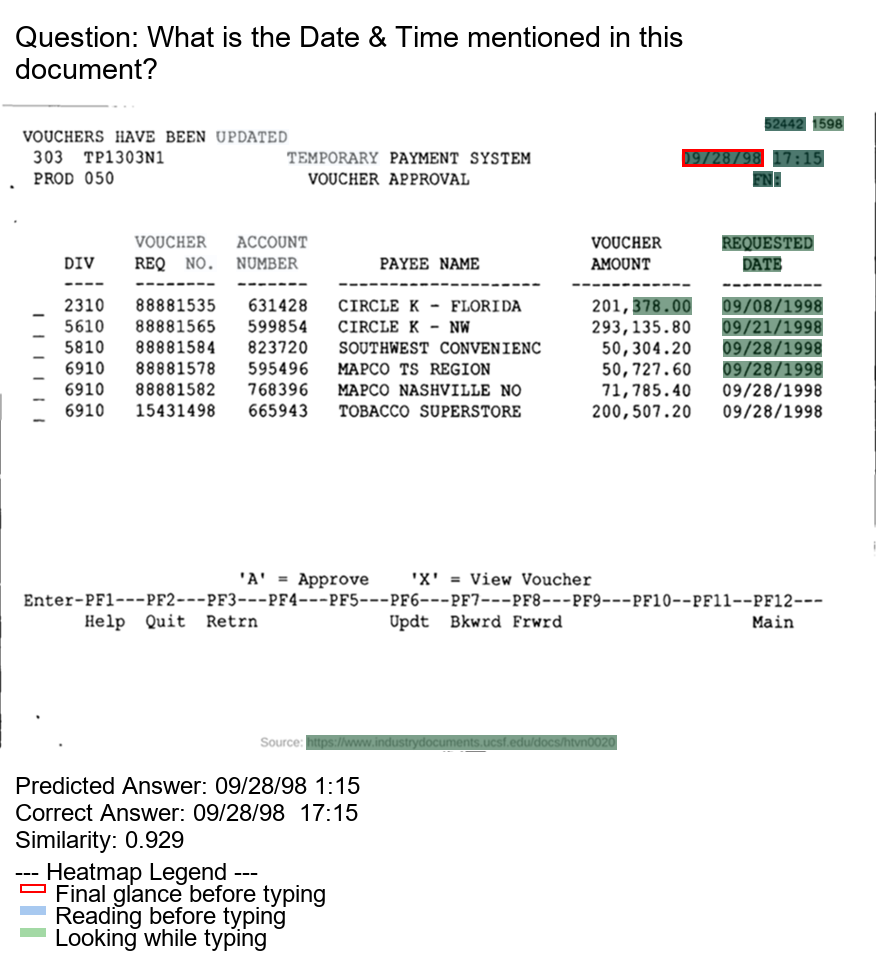 Question: What is the Date & Time mentioned in this
document?
52442 1598
VOUCHERS HAVE BEEN UPDATED
303 TP1303N1 TEMPORARY PAYMENT SYSTEM 09/28/98 17:15
PROD 050 VOUCHER APPROVAL FN:
VOUCHER ACCOUNT VOUCHER REQUESTED
DIV REQ NO. NUMBER PAYEE NAME AMOUNT DATE
---- -------- ------- -------------------- ------------ ----------
_ 2310 88881535 631428 CIRCLE K - FLORIDA 201,378.00 09/08/1998
_ 5610 88881565 599854 CIRCLE K - NW 293,135.80 09/21/1998
_ 5810 88881584 823720 SOUTHWEST CONVENIENC 50,304.20 09/28/1998
_ 6910 88881578 595496 MAPCO TS REGION 50,727.60 09/28/1998
_ 6910 88881582 768396 MAPCO NASHVILLE NO 71,785.40 09/28/1998
_ 6910 15431498 665943 TOBACCO SUPERSTORE 200,507.20 09/28/1998
'A' = Approve 'X' = View Voucher
Enter-PF1---PF2---PF3---PF4---PF5---PF6---PF7---PF8---PF9---PF10--PF11--PF12---
Help Quit Retrn Updt Bkwrd Frwrd Main
Source: https://www.industrydocuments.ucsf.edu/docs/htvn0020
Predicted Answer: 09/28/98 1:15
Correct Answer: 09/28/98 17:15
Similarity: 0.929
--- Heatmap Legend ---
Final glance before typing
Reading before typing
Looking while typing